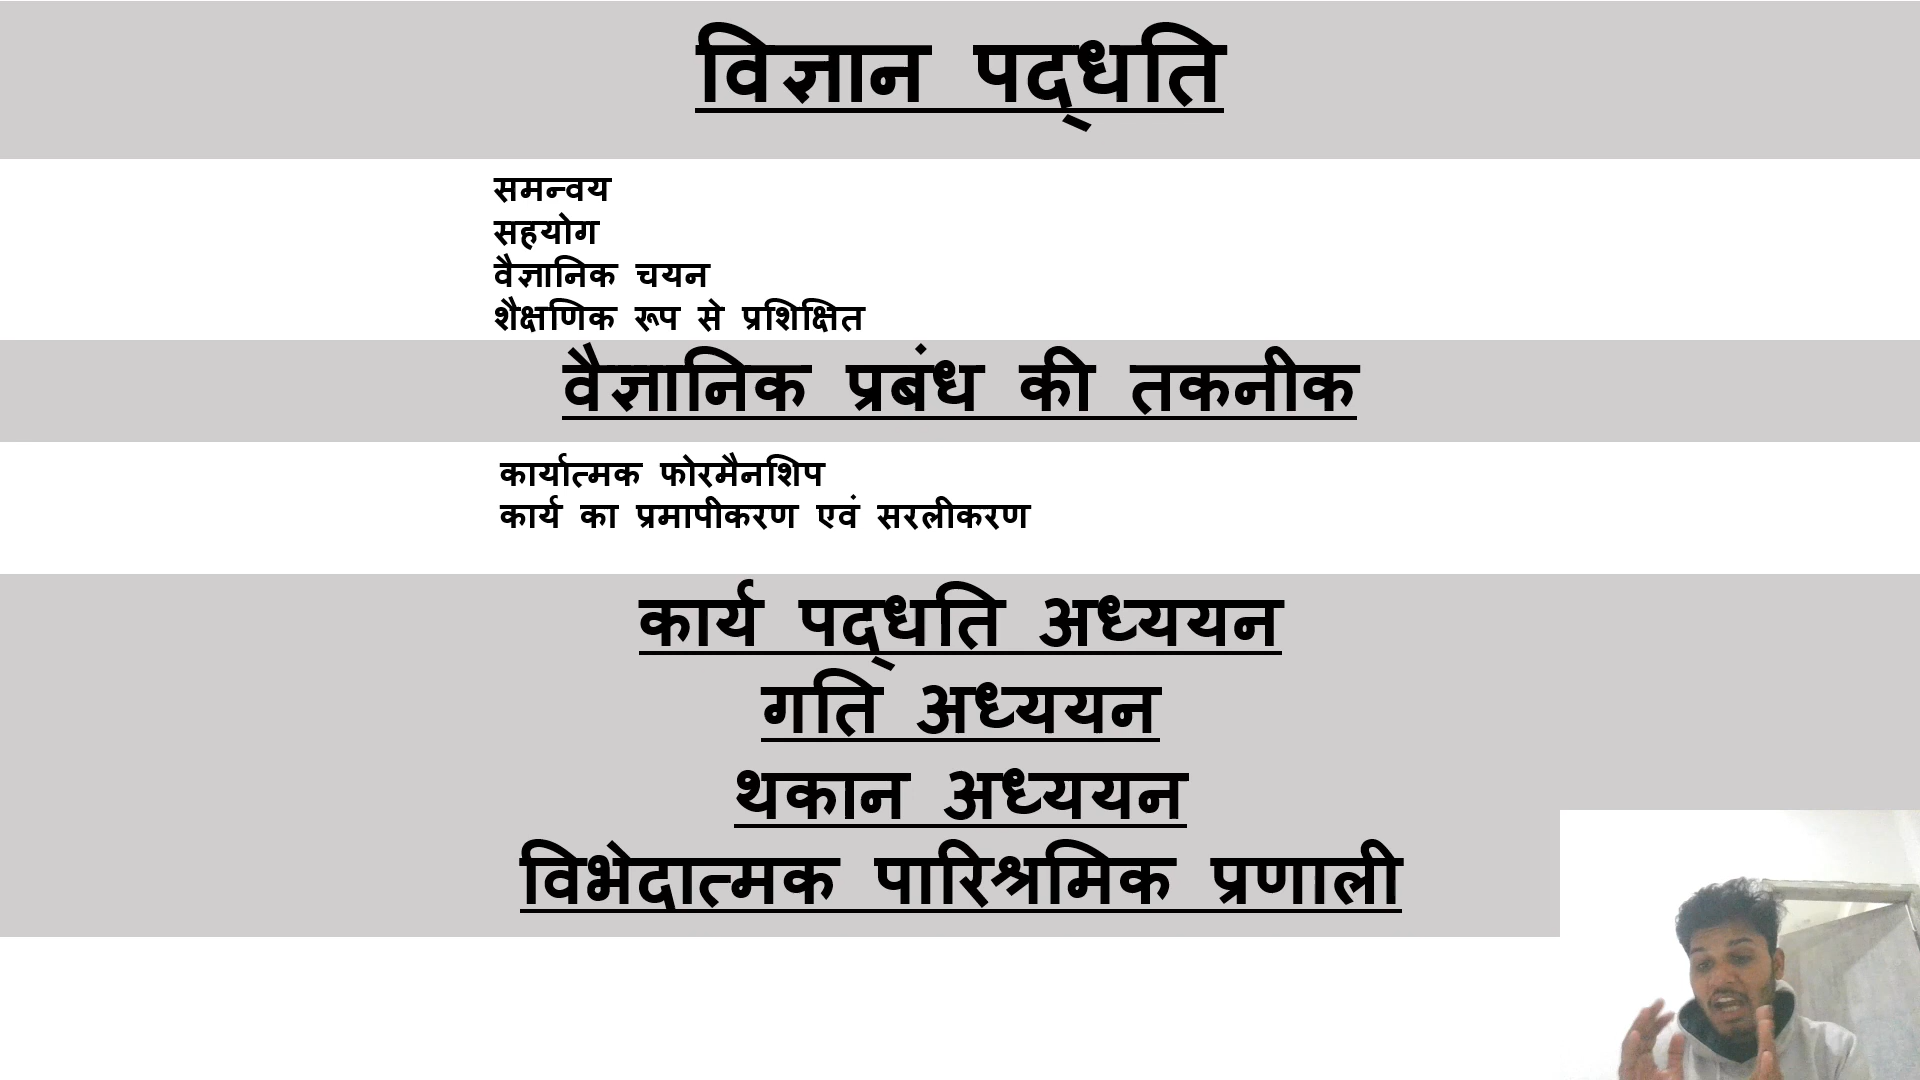 विज्ञान पद्धति
समन्वय
सहयोग
वैज्ञानिक चयन
शैक्षणिक रूप से प्रशिक्षित
वैज्ञानिक प्रबंध की तकनीक
कार्यात्मक फोरमैनशिप
कार्य का प्रमापीकरण एवं सरलीकरण
कार्य पद्धति अध्ययन
गति अध्ययन
थकान अध्ययन
विभेदात्मक पारिश्रमिक प्रणाली